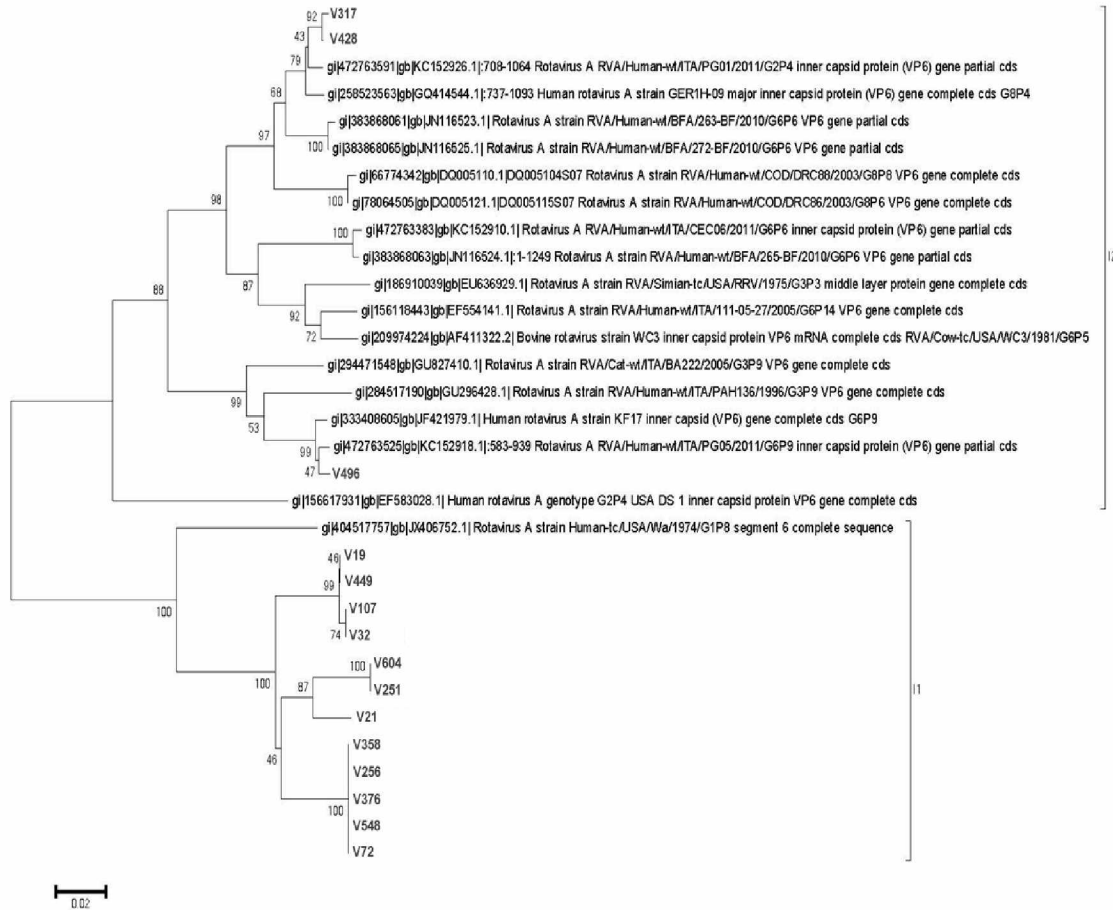 92
V317
43
V428
79
gi|472763591|gb|KC152926.1|:708-1064 Rotavirus A RVA/Human-wt/ITA/PG01/2011/G2P4 inner capsid protein (VP6) gene partial cds
68
gi|258523563|gb|GQ414544.1|:737-1093 Human rotavirus A strain GER1H-09 major inner capsid protein (VP6) gene complete cds G8P4
gi|383868061|gb|JN116523.1| Rotavirus A strain RVA/Human-wt/BFA/263-BF/2010/G6P6 VP6 gene partial cds
97
100
gi|383868065|gb|JN116525.1| Rotavirus A strain RVA/Human-wt/BFA/272-BF/2010/G6P6 VP6 gene partial cds
gi|66774342|gb|DQ005110.1|DQ005104S07 Rotavirus A strain RVA/Human-wt/COD/DRC88/2003/G8P8 VP6 gene complete cds
98
100
gi|78064505|gb|DQ005121.1|DQ005115S07 Rotavirus A strain RVA/Human-wt/COD/DRC86/2003/G8P6 VP6 gene complete cds
100
gi|472763383|gb|KC152910.1| Rotavirus A RVA/Human-wt/ITA/CEC06/2011/G6P6 inner capsid protein (VP6) gene partial cds
gi|383868063|gb|JN116524.1|:1-1249 Rotavirus A strain RVA/Human-wt/BFA/265-BF/2010/G6P6 VP6 gene partial cds
I2
87
gi|186910039|gb|EU636929.1| Rotavirus A strain RVA/Simian-tc/USA/RRV/1975/G3P3 middle layer protein gene complete cds
88
92
gi|156118443|gb|EF554141.1| Rotavirus A strain RVA/Human-wt/ITA/111-05-27/2005/G6P14 VP6 gene complete cds
72
gi|209974224|gb|AF411322.2| Bovine rotavirus strain WC3 inner capsid protein VP6 mRNA complete cds RVA/Cow-tc/USA/WC3/1981/G6P5
gi|294471548|gb|GU827410.1| Rotavirus A strain RVA/Cat-wt/ITA/BA222/2005/G3P9 VP6 gene complete cds
99
gi|284517190|gb|GU296428.1| Rotavirus A strain RVA/Human-wt/ITA/PAH136/1996/G3P9 VP6 gene complete cds
53
gi|333408605|gb|JF421979.1| Human rotavirus A strain KF17 inner capsid (VP6) gene complete cds G6P9
99
gi|472763525|gb|KC152918.1|:583-939 Rotavirus A RVA/Human-wt/ITA/PG05/2011/G6P9 inner capsid protein (VP6) gene partial cds
47
V496
gi|156617931|gb|EF583028.1| Human rotavirus A genotype G2P4 USA DS 1 inner capsid protein VP6 gene complete cds
gi|404517757|gb|JX406752.1| Rotavirus A strain Human-tc/USA/Wa/1974/G1P8 segment 6 complete sequence
46
V19
99
V449
100
V107
74
V32
100
100
V604
87
V251
I1
V21
46
V358
V256
100
V376
V548
V72
0.02